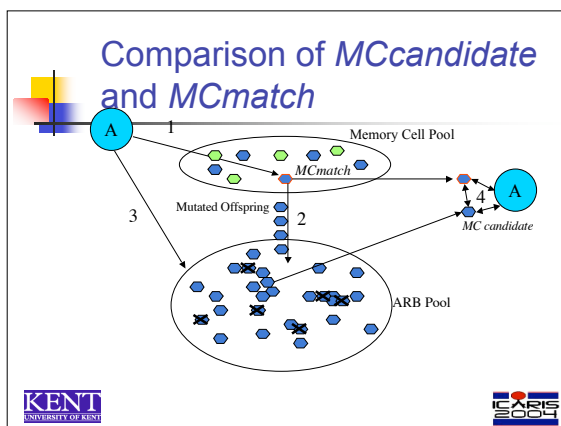 Comparison of MCcandidate
and MCmatch
A
1
Memory Cell Pool
MCmatch
A
4
Mutated Offspring
2
3
MC candidate
ARB Pool
KENT
UNIVERSITY OF KENT
ICARIS
2004